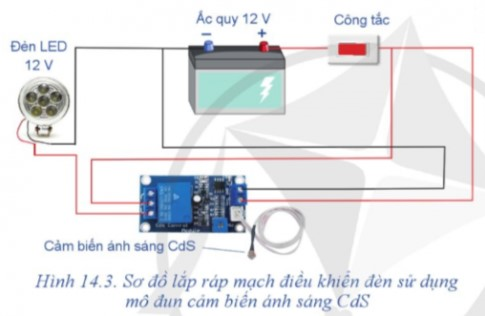 Ắc quy 12 V
Công tắc
Đèn LED
12 V
− +
Cảm biến ánh sáng CdS
Hình 14.3. Sơ đồ lắp ráp mạch điều khiển đèn sử dụng
mô đun cảm biến ánh sáng CdS